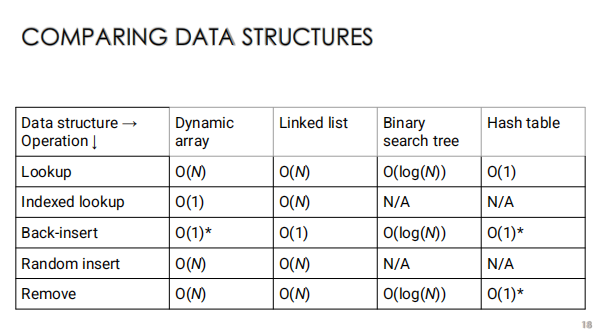 COMPARING DATA STRUCTURES
Data structure → Dynamic Linked list Binary Hash table
Operation ↓ array search tree
Lookup O(N) O(N) O(log(N)) O(1)
Indexed lookup O(1) O(N) N/A N/A
Back-insert O(1)* O(1) O(log(N)) O(1)*
Random insert O(N) O(N) N/A N/A
Remove O(N) O(N) O(log(N)) O(1)*
18